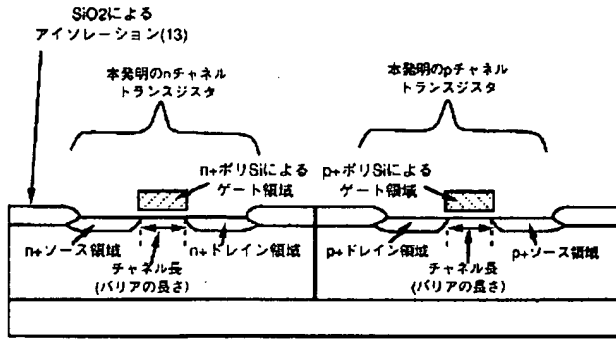 SiO2による
アイソレーション(13)
本発明のnチャネル
トランジスタ
本発明のpチャネル
トランジスタ
n+ポリSiによる
ゲート領域
p+ポリSiによる
ゲート領域
n+ソース領域
n+ドレイン領域
チャネル長
(バリアの長さ)
p+ドレイン領域
p+ソース領域
チャネル長
(バリアの長さ)